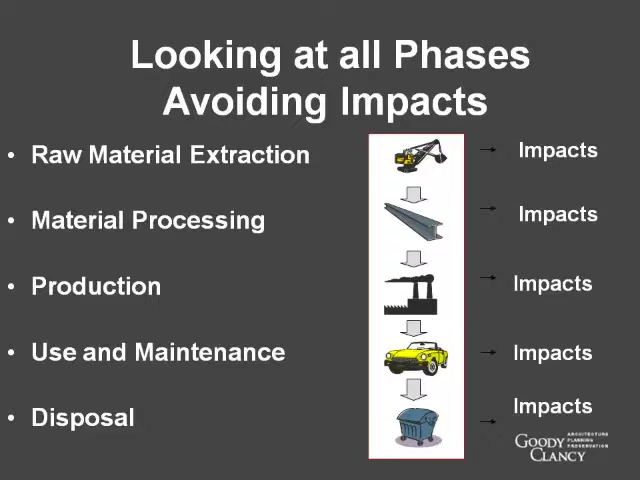 Looking at all Phases
Avoiding Impacts
• Raw Material Extraction
Impacts
• Material Processing
Impacts
• Production
Impacts
• Use and Maintenance
Impacts
• Disposal
Impacts
GOODY CLANCY
ARCHITECTURE
PLANNING
PRESERVATION